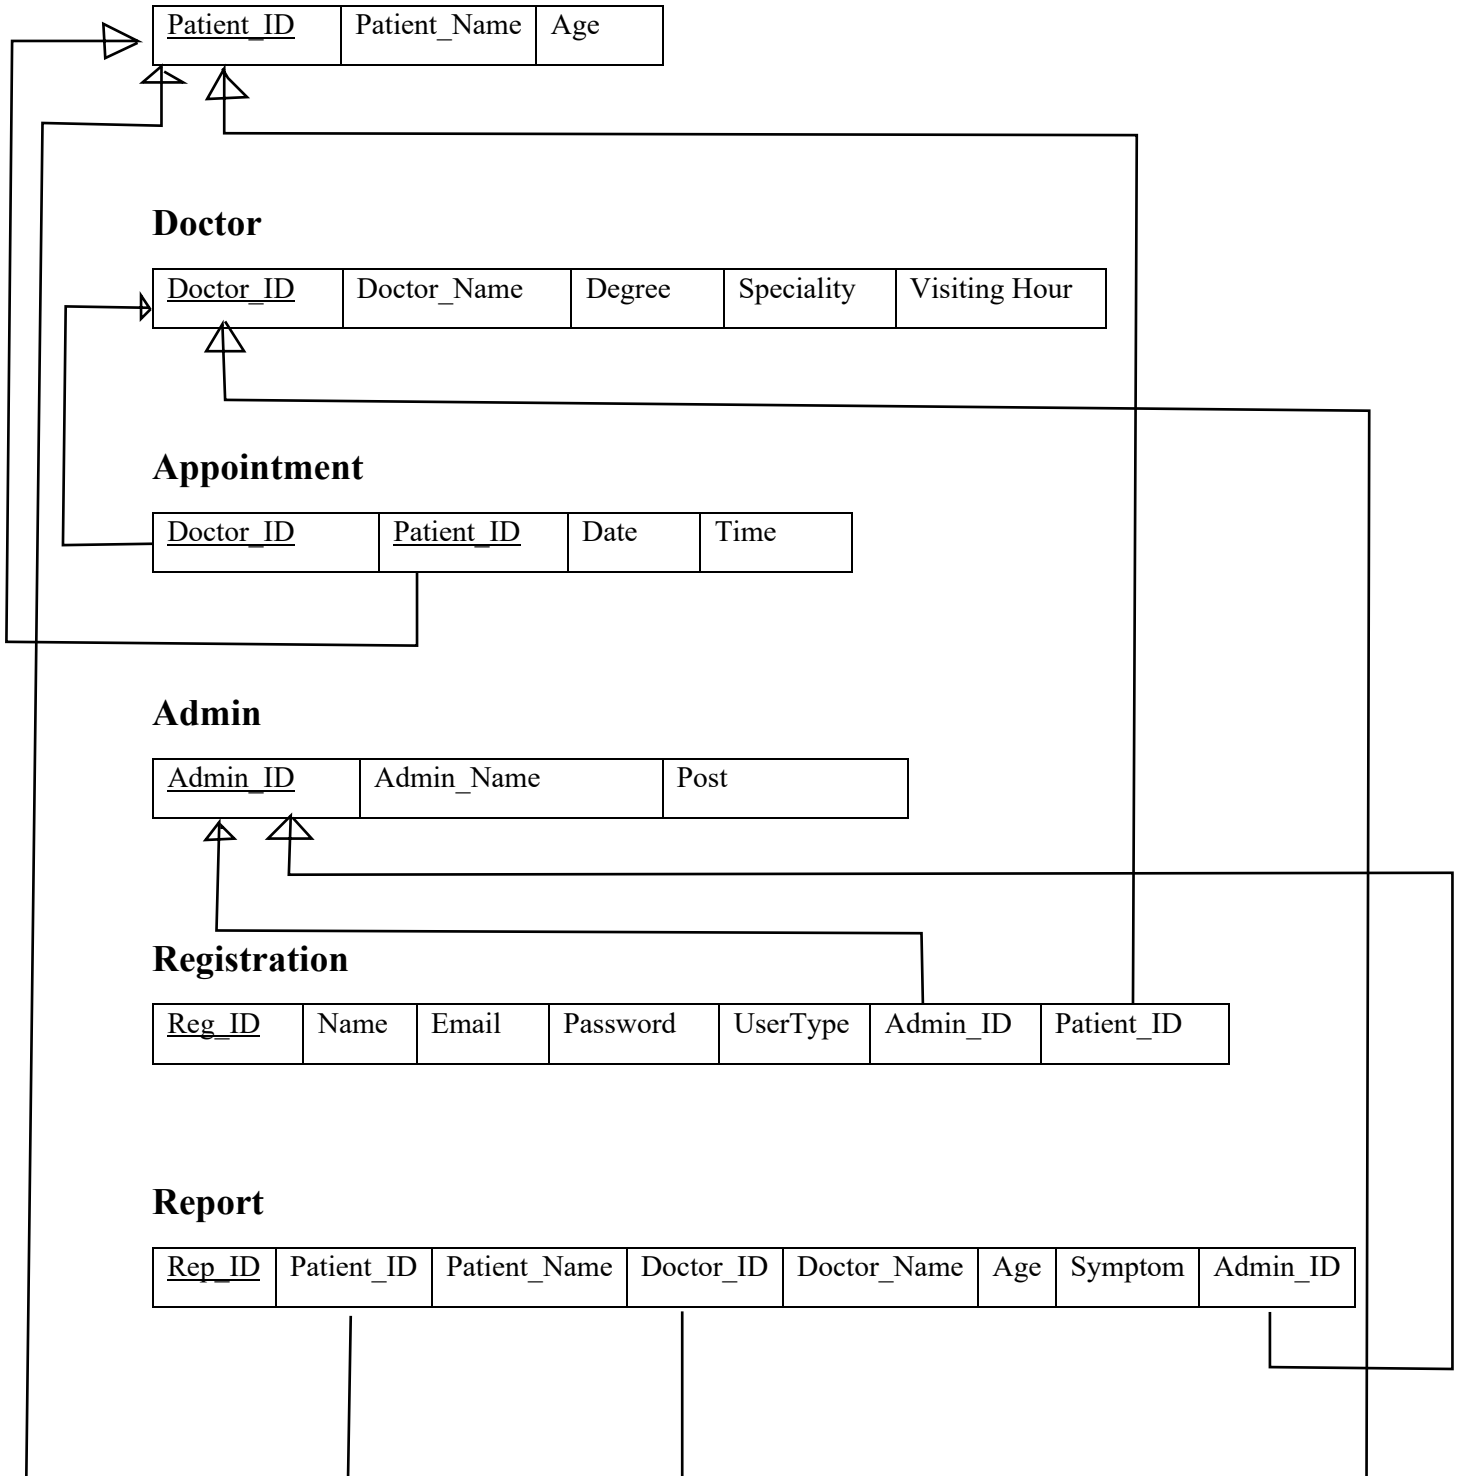 Patient_ID Patient_Name Age
Doctor
Doctor_ID Doctor_Name Degree Speciality Visiting Hour
Appointment
Doctor_ID Patient_ID Date Time
Admin
Admin_ID Admin_Name Post
Registration
Reg_ID Name Email Password UserType Admin_ID Patient_ID
Report
Rep_ID Patient_ID Patient_Name Doctor_ID Doctor_Name Age Symptom Admin_ID